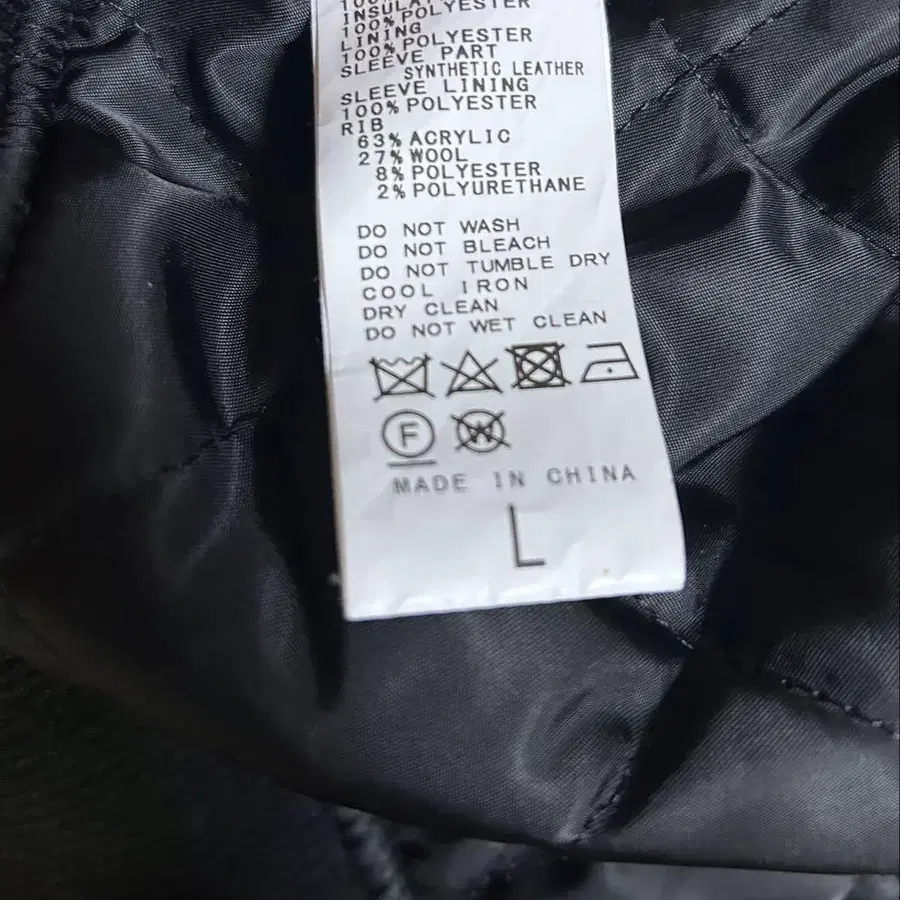 INSULAT
100% POLYESTER
LINING
100% POLYESTER
SLEEVE PART
SYNTHETIC LEATHER
SLEEVE LINING
100% POLYESTER
RIB
63% ACRYLIC
27% WOOL
8% POLYESTER
2% POLYURETHANE
DO NOT WASH
DO NOT BLEACH
DO NOT TUMBLE DRY
COOL IRON
DRY CLEAN
DO NOT WET CLEAN
F W
MADE IN CHINA
L